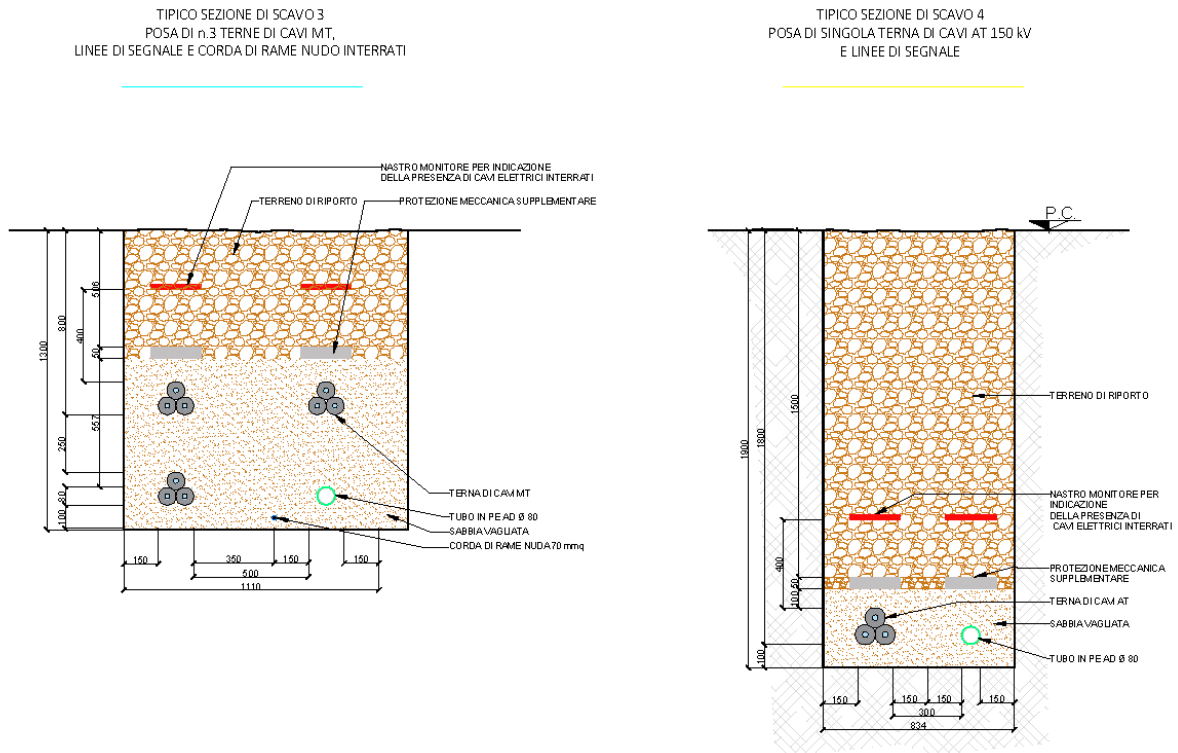 TIPICO SEZIONE DI SCAVO 3
POSA DI n.3 TERNE DI CAVI MT,
LINEE DI SEGNALE E CORDA DI RAME NUDO INTERRATI
NASTRO MONITORE PER INDICAZIONE
DELLA PRESENZA DI CAVI ELETTRICI INTERRATI
TERRENO DI RIPORTO
PROTEZIONE MECCANICA SUPPLEMENTARE
1300
800
400
506
50
557
250
80
100
TERNA DI CAVI MT
TUBO IN PEAD Ø 80
SABBIA VAGLIATA
CORDA DI RAME NUDA 70 mmq
150
350
150
150
500
1110
TIPICO SEZIONE DI SCAVO 4
POSA DI SINGOLA TERNA DI CAVI AT 150 kV
E LINEE DI SEGNALE
P.C.
1900
1800
1500
400
50
100
100
TERRENO DI RIPORTO
NASTRO MONITORE PER
INDICAZIONE
DELLA PRESENZA DI
CAVI ELETTRICI INTERRATI
PROTEZIONE MECCANICA
SUPPLEMENTARE
TERNA DI CAVI AT
SABBIA VAGLIATA
TUBO IN PEAD Ø 80
150
150
150
150
300
834